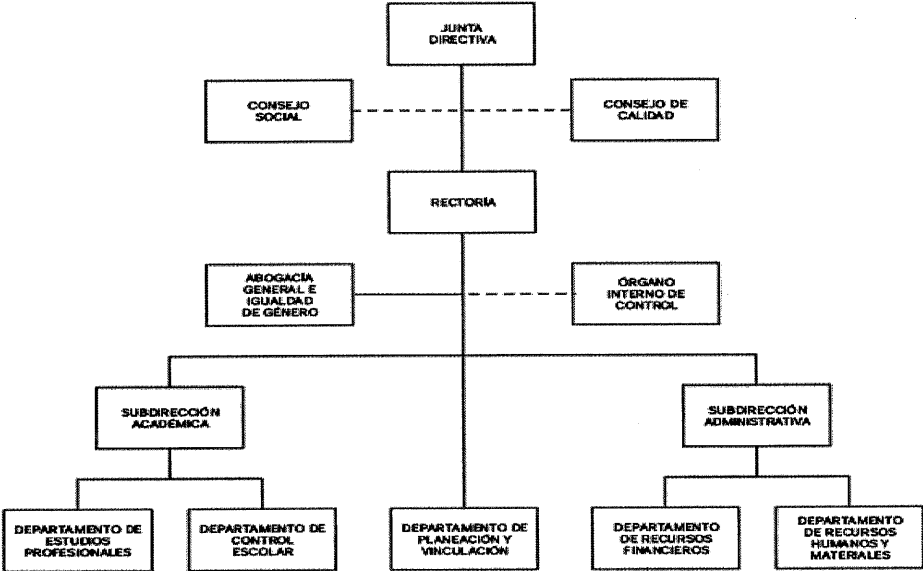 JUNTA
DIRECTIVA
CONSEJO
SOCIAL
CONSEJO DE
CALIDAD
RECTORÍA
ABOGACÍA
GENERAL E
IGUALDAD
DE GÉNERO
ÓRGANO
INTERNO DE
CONTROL
SUBDIRECCIÓN
ACADÉMICA
SUBDIRECCIÓN
ADMINISTRATIVA
DEPARTAMENTO DE
ESTUDIOS
PROFESIONALES
DEPARTAMENTO DE
CONTROL
ESCOLAR
DEPARTAMENTO DE
PLANEACIÓN Y
VINCULACIÓN
DEPARTAMENTO
DE RECURSOS
FINANCIEROS
DEPARTAMENTO
DE RECURSOS
HUMANOS Y
MATERIALES